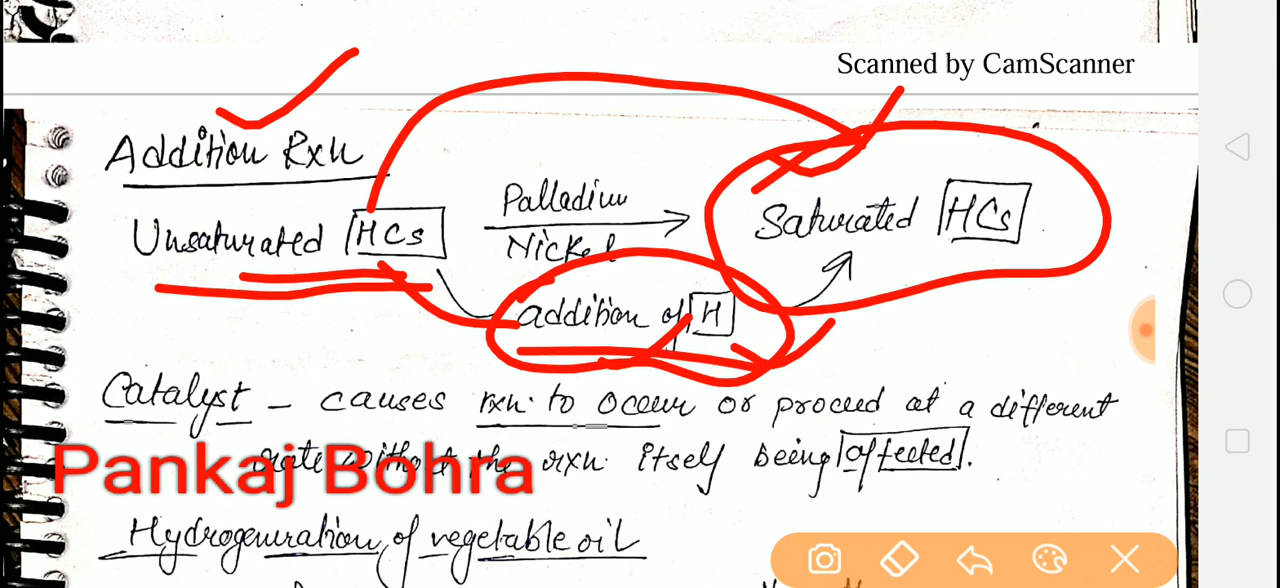 Scanned by CamScanner
Addition Rxn
Unsaturated HCs Palladium Nickel Saturated HCs
addition of H
Catalyst - causes rxn. to occur or proceed at a different
rate without the rxn. itself being affected.
Pankaj Bohra
Hydrogenration of vegetable oil